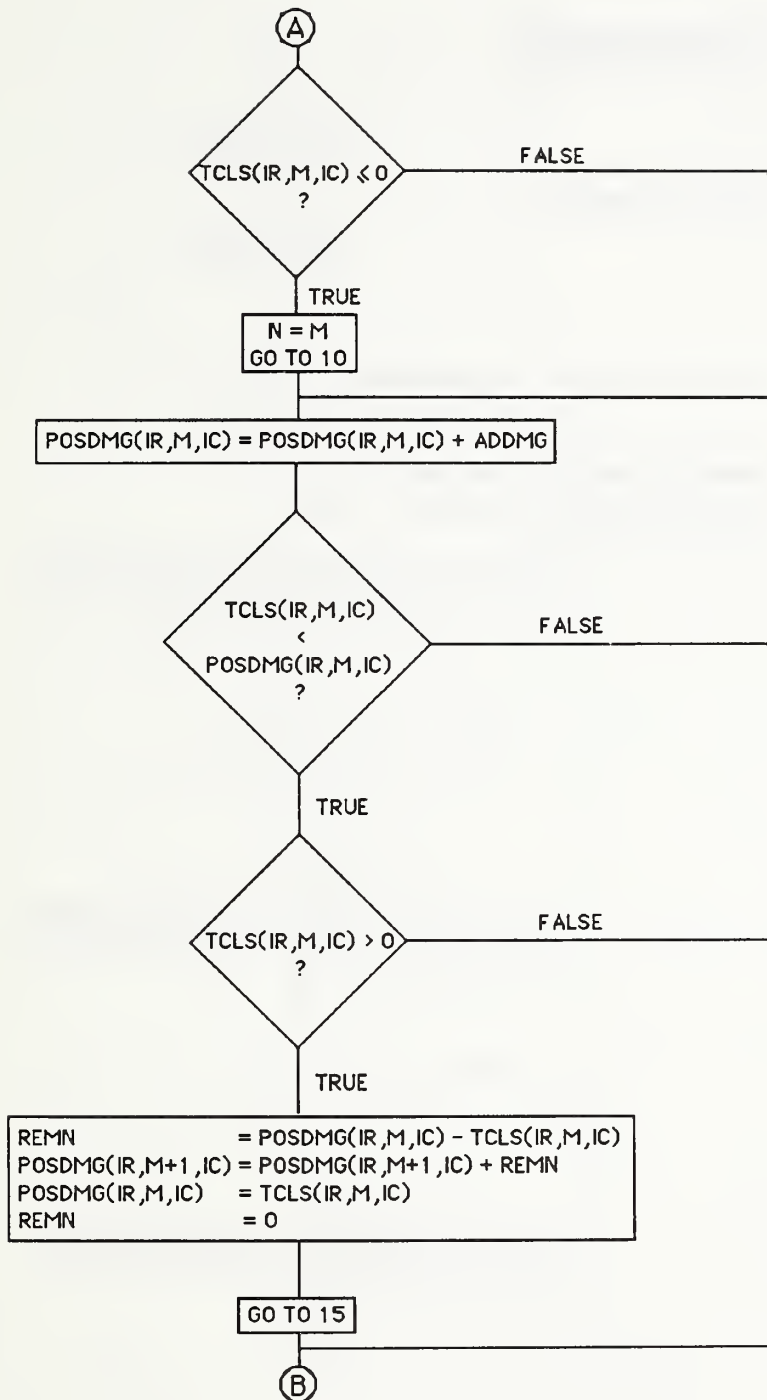 A
TCLS(IR,M,IC) ⩽ 0
?
FALSE
TRUE
N = M
GO TO 10
POSDMG(IR,M,IC) = POSDMG(IR,M,IC) + ADDMG
TCLS(IR,M,IC)
<
POSDMG(IR,M,IC)
?
FALSE
TRUE
TCLS(IR,M,IC) > 0
?
FALSE
TRUE
REMN = POSDMG(IR,M,IC) - TCLS(IR,M,IC)
POSDMG(IR,M+1,IC) = POSDMG(IR,M+1,IC) + REMN
POSDMG(IR,M,IC) = TCLS(IR,M,IC)
REMN = 0
GO TO 15
B